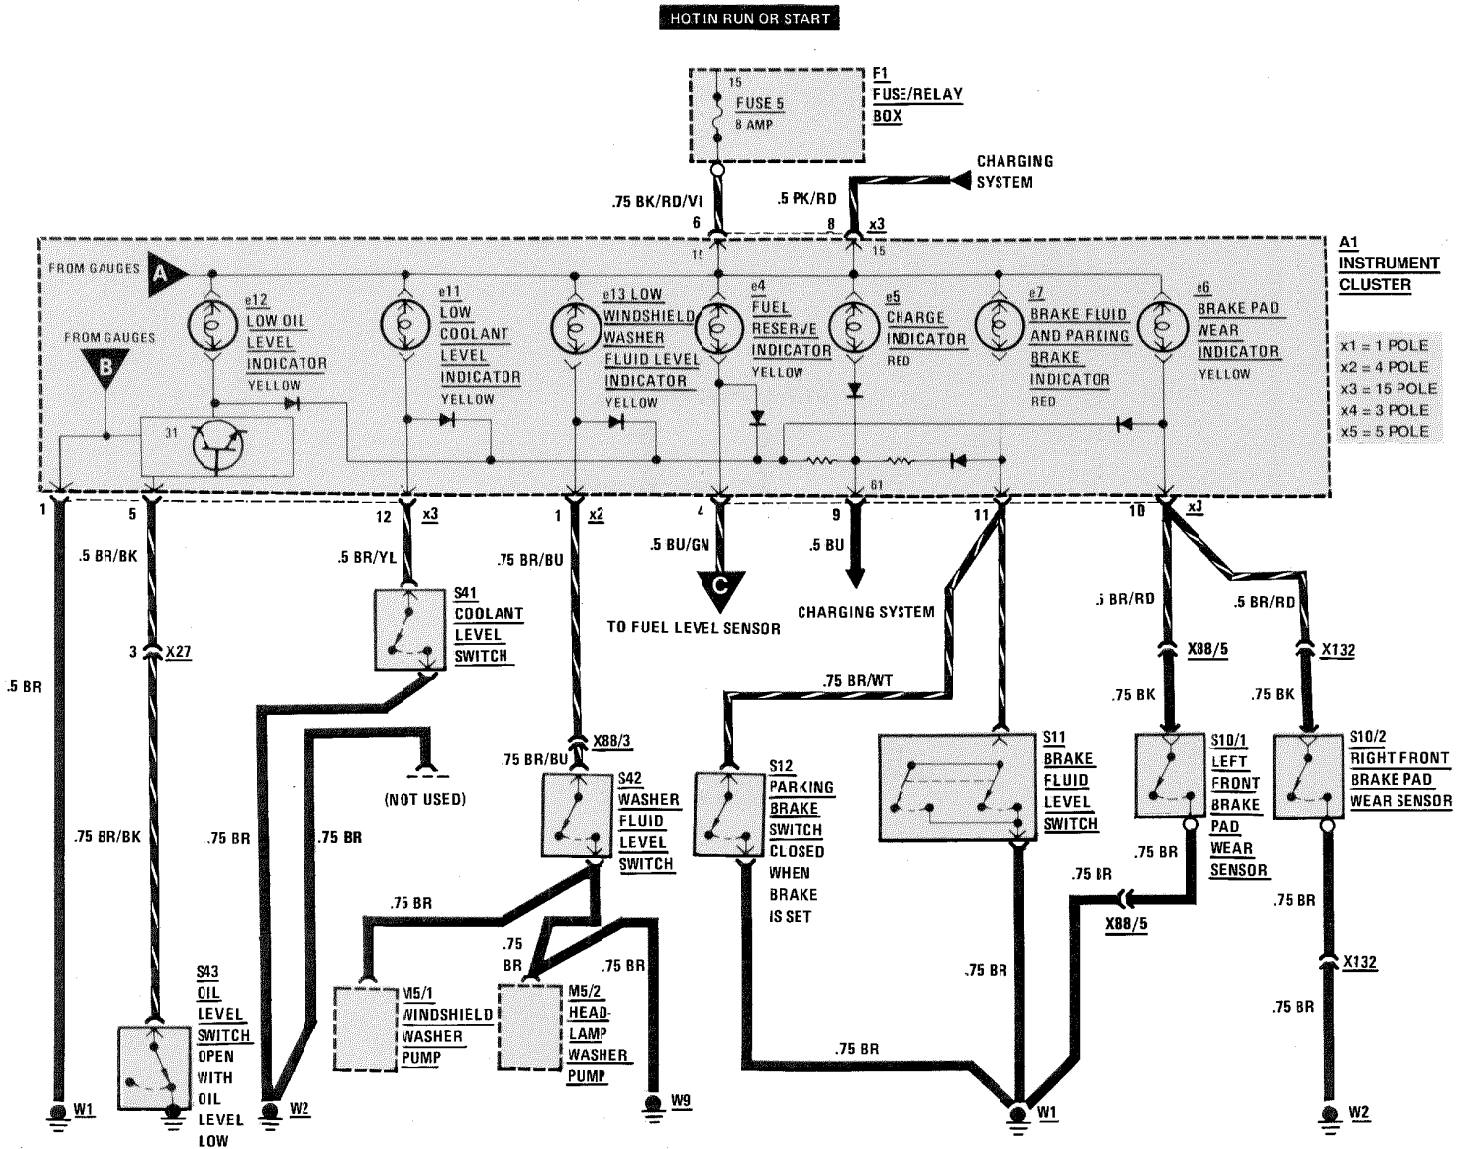 HOT IN RUN OR START
15
FUSE 5
8 AMP
F1
FUSE/RELAY
BOX
CHARGING
SYSTEM
.75 BK/RD/VI
.5 PK/RD
6
8
x3
15
A1
INSTRUMENT
CLUSTER
FROM GAUGES
A
FROM GAUGES
B
e12
LOW OIL
LEVEL
INDICATOR
YELLOW
e11
LOW
COOLANT
LEVEL
INDICATOR
YELLOW
e13 LOW
WINDSHIELD
WASHER
FLUID LEVEL
INDICATOR
YELLOW
e4
FUEL
RESERVE
INDICATOR
YELLOW
e5
CHARGE
INDICATOR
RED
e7
BRAKE FLUID
AND PARKING
BRAKE
INDICATOR
RED
e6
BRAKE PAD
WEAR
INDICATOR
YELLOW
x1 = 1 POLE
x2 = 4 POLE
x3 = 15 POLE
x4 = 3 POLE
x5 = 5 POLE
31
61
1
5
12
x3
1
x2
4
9
11
10
.5 BR/BK
.5 BR/YL
.75 BR/BU
.5 BU/GN
.5 BU
.5 BR/RD
.5 BR/RD
C
TO FUEL LEVEL SENSOR
CHARGING SYSTEM
S41
COOLANT
LEVEL
SWITCH
3
X27
X88/5
X132
.5 BR
.75 BR/WT
.75 BK
.75 BK
X88/3
.75 BR/BU
(NOT USED)
S42
WASHER
FLUID
LEVEL
SWITCH
S12
PARKING
BRAKE
SWITCH
CLOSED
WHEN
BRAKE
IS SET
S11
BRAKE
FLUID
LEVEL
SWITCH
S10/1
LEFT
FRONT
BRAKE
PAD
WEAR
SENSOR
S10/2
RIGHT FRONT
BRAKE PAD
WEAR SENSOR
.75 BR/BK
.75 BR
.75 BR
.75 BR
.75 BR
.75 BR
.75 BR
X88/5
.75
BR
.75 BR
.75 BR
X132
.75 BR
S43
OIL
LEVEL
SWITCH
OPEN
WITH
OIL
LEVEL
LOW
M5/1
WINDSHIELD
WASHER
PUMP
M5/2
HEAD-
LAMP
WASHER
PUMP
.75 BR
W1
W2
W9
W1
W2